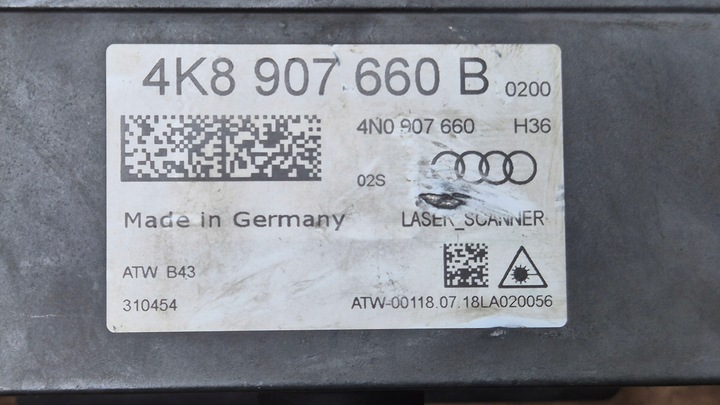 4K8 907 660 B 0200
4N0 907 660 H36
02S
Made in Germany LASER_SCANNER
ATW B43
310454 ATW-00118.07.18LA020056